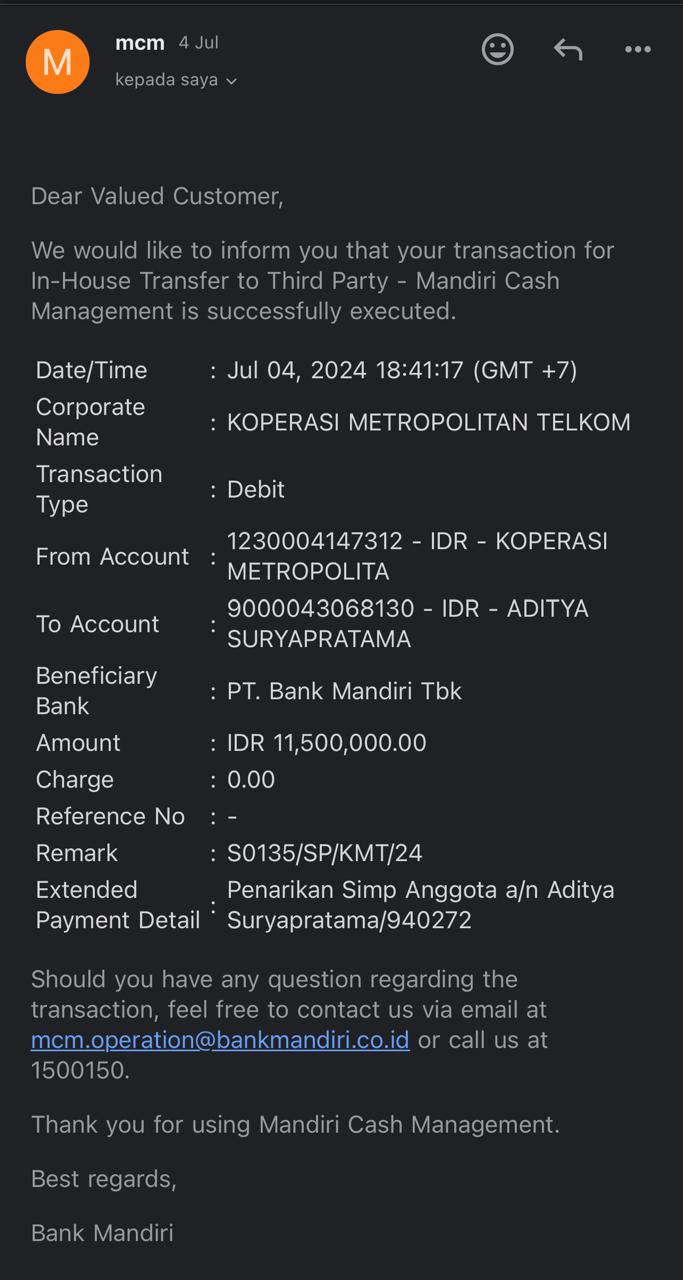 M
mcm 4 Jul
kepada saya
Dear Valued Customer,
We would like to inform you that your transaction for
In-House Transfer to Third Party - Mandiri Cash
Management is successfully executed.
Date/Time : Jul 04, 2024 18:41:17 (GMT +7)
Corporate
Name : KOPERASI METROPOLITAN TELKOM
Transaction
Type : Debit
From Account : 1230004147312 - IDR - KOPERASI
METROPOLITA
To Account : 9000043068130 - IDR - ADITYA
SURYAPRATAMA
Beneficiary
Bank : PT. Bank Mandiri Tbk
Amount : IDR 11,500,000.00
Charge : 0.00
Reference No : -
Remark : S0135/SP/KMT/24
Extended : Penarikan Simp Anggota a/n Aditya
Payment Detail Suryapratama/940272
Should you have any question regarding the
transaction, feel free to contact us via email at
mcm.operation@bankmandiri.co.id or call us at
1500150.
Thank you for using Mandiri Cash Management.
Best regards,
Bank Mandiri